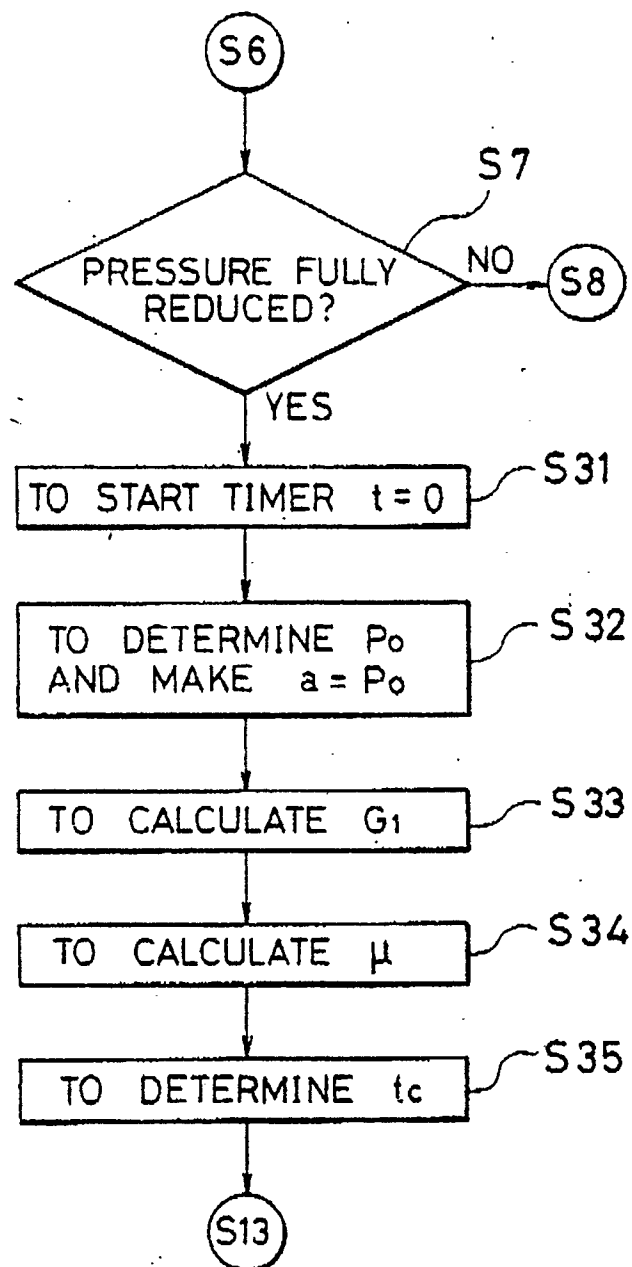 S6
S7
PRESSURE FULLY
REDUCED?
NO
S8
YES
TO START TIMER t = 0
S31
TO DETERMINE Po
AND MAKE a = Po
S32
TO CALCULATE G1
S33
TO CALCULATE μ
S34
TO DETERMINE tc
S35
S13